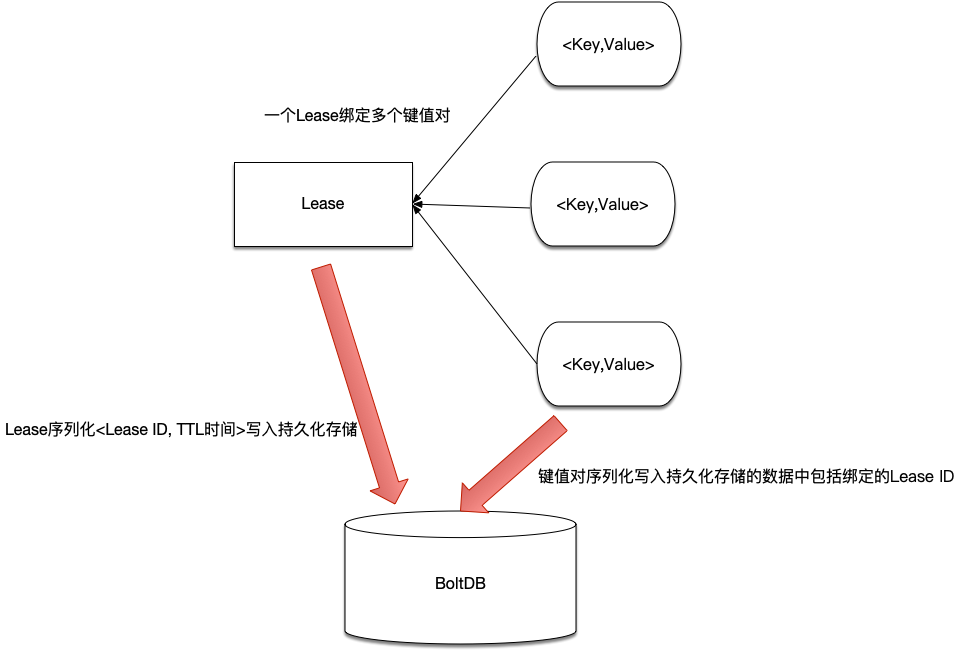 <Key,Value>
一个Lease绑定多个键值对
Lease
<Key,Value>
<Key,Value>
Lease序列化<Lease ID, TTL时间>写入持久化存储
键值对序列化写入持久化存储的数据中包括绑定的Lease ID
BoltDB